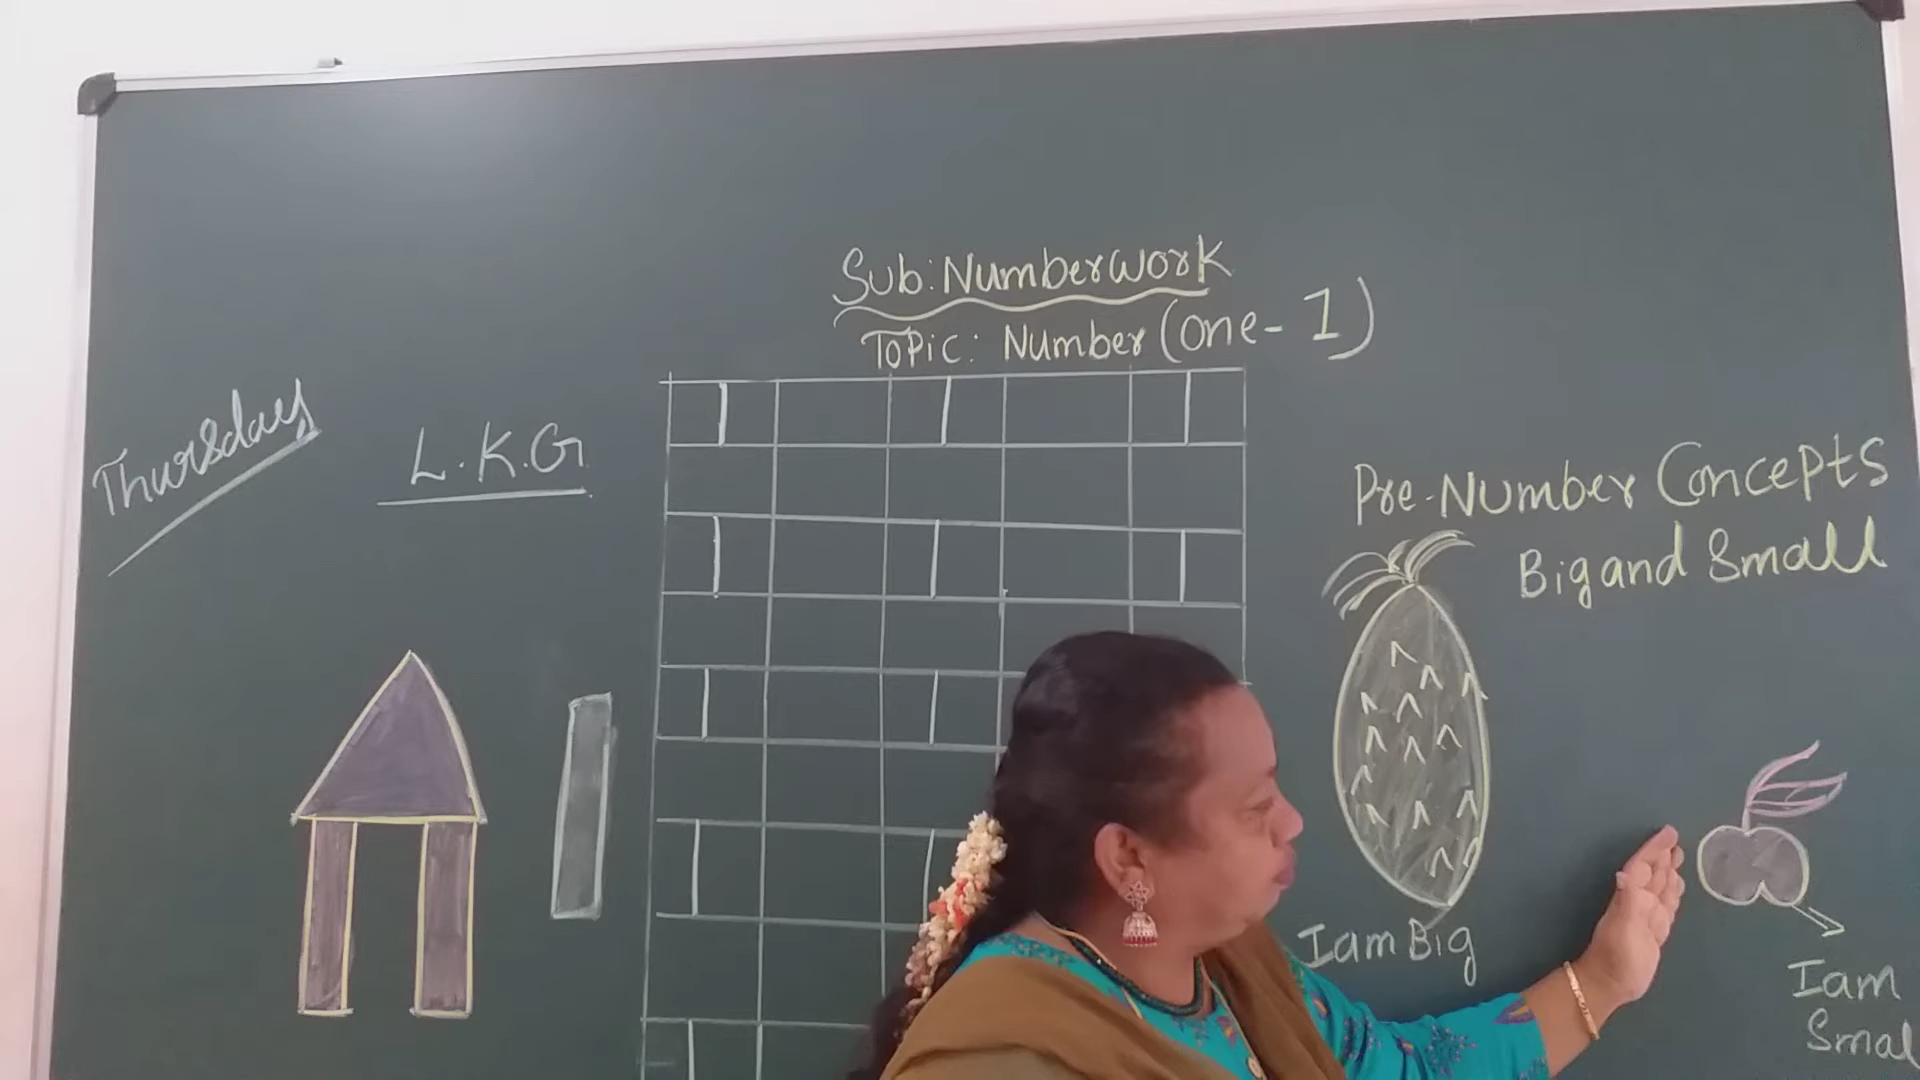 Sub: Numberwork
Topic: Number (one - 1)
Thursday
L.K.G
Pre-Number Concepts
Big and Small
I am Big
I am
Smal